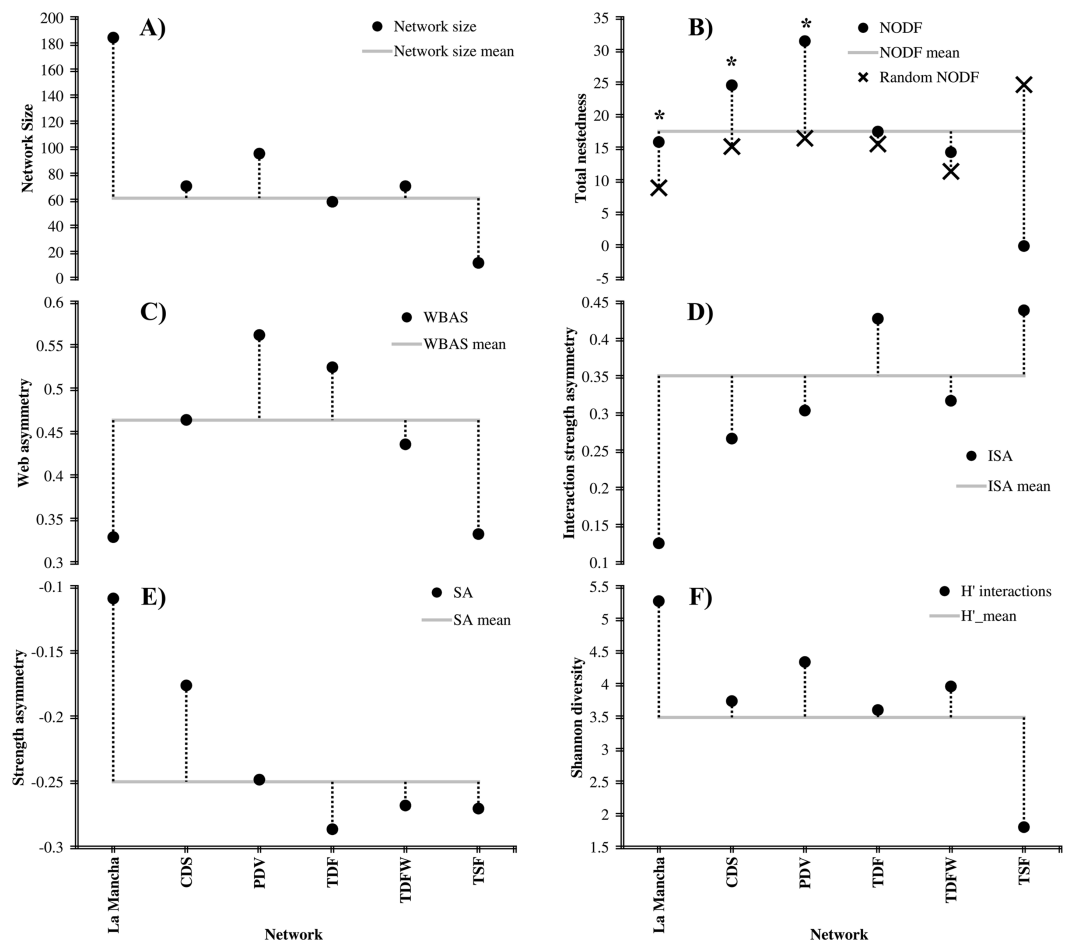 A)
Network size
Network size mean
Network Size
200
180
160
140
120
100
80
60
40
20
0
B)
NODF
NODF mean
Random NODF
Total nestedness
35
30
25
20
15
10
5
0
-5
*
*
*
C)
WBAS
WBAS mean
Web asymmetry
0.6
0.55
0.5
0.45
0.4
0.35
0.3
D)
ISA
ISA mean
Interaction strength asymmetry
0.45
0.4
0.35
0.3
0.25
0.2
0.15
0.1
E)
SA
SA mean
Strength asymmetry
-0.1
-0.15
-0.2
-0.25
-0.3
La Mancha
CDS
PDV
TDF
TDFW
TSF
Network
F)
H' interactions
H'_mean
Shannon diversity
5.5
5
4.5
4
3.5
3
2.5
2
1.5
La Mancha
CDS
PDV
TDF
TDFW
TSF
Network